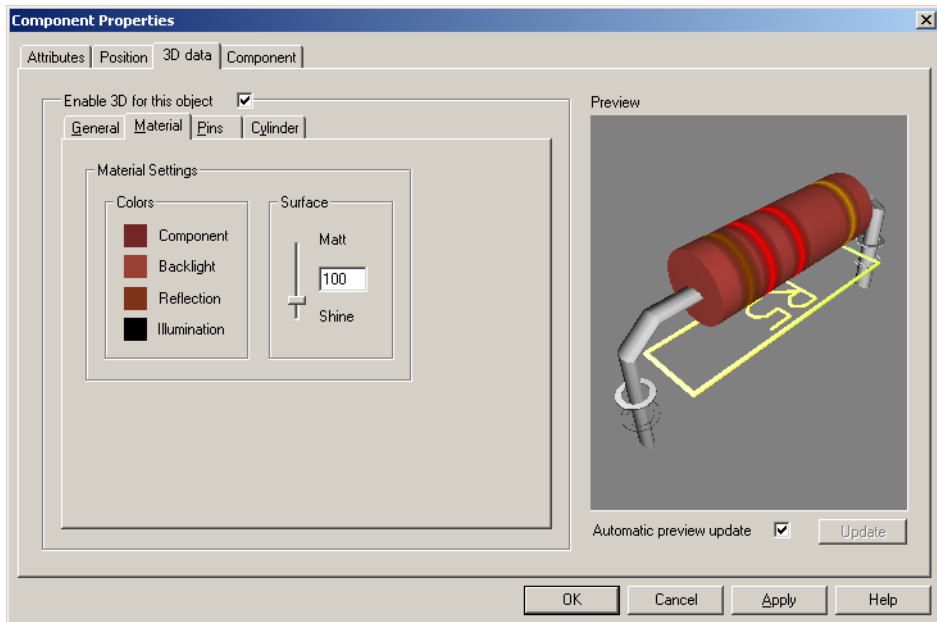 Component Properties
Attributes Position 3D data Component
Enable 3D for this object
Preview
General Material Pins Cylinder
Material Settings
Colors
Surface
Component
Matt
Backlight
100
Reflection
Shine
Illumination
R5
Automatic preview update
Update
OK Cancel Apply Help